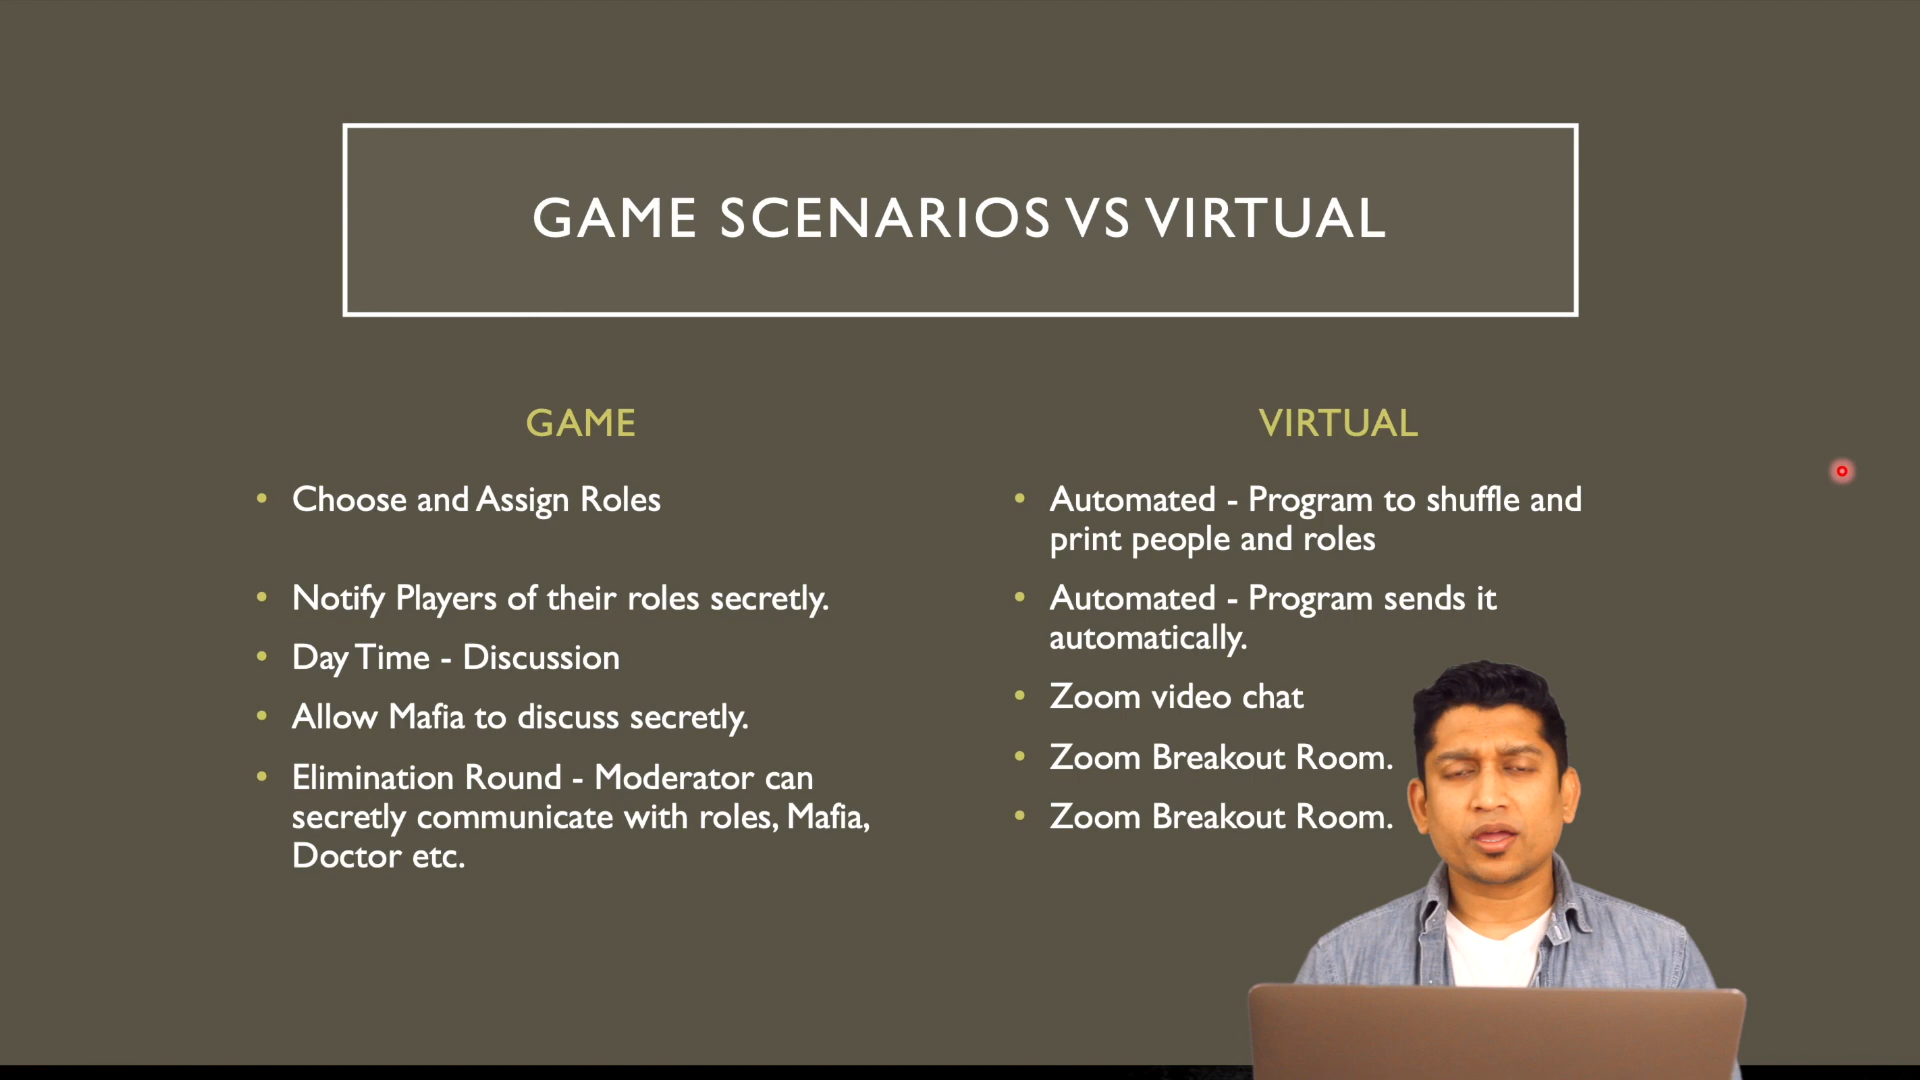 GAME SCENARIOS VS VIRTUAL
GAME
• Choose and Assign Roles
• Notify Players of their roles secretly.
• Day Time - Discussion
• Allow Mafia to discuss secretly.
• Elimination Round - Moderator can
secretly communicate with roles, Mafia,
Doctor etc.
VIRTUAL
• Automated - Program to shuffle and
print people and roles
• Automated - Program sends it
automatically.
• Zoom video chat
• Zoom Breakout Room.
• Zoom Breakout Room.